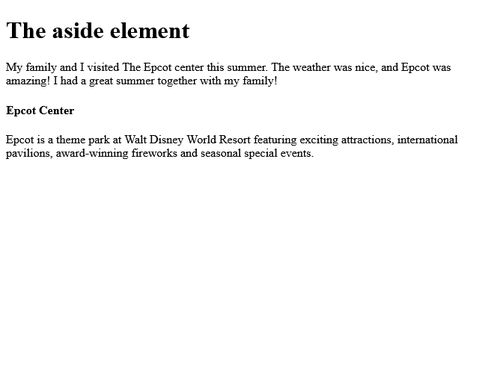 The aside element
My family and I visited The Epcot center this summer. The weather was nice, and Epcot was
amazing! I had a great summer together with my family!
Epcot Center
Epcot is a theme park at Walt Disney World Resort featuring exciting attractions, international
pavilions, award-winning fireworks and seasonal special events.